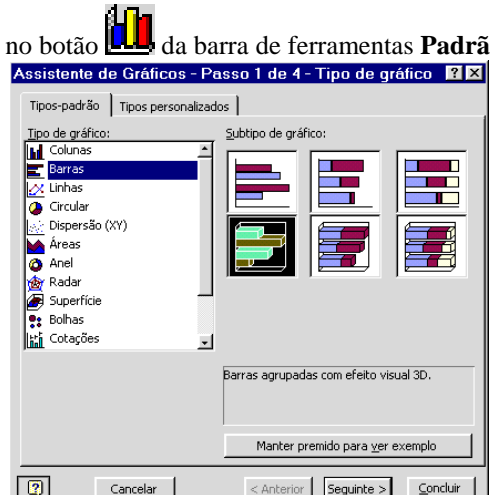 no botão da barra de ferramentas Padrã
Assistente de Gráficos - Passo 1 de 4 - Tipo de gráfico ? ×
Tipos-padrão Tipos personalizados
Tipo de gráfico: Subtipo de gráfico:
Colunas
Barras
Linhas
Circular
Dispersão (XY)
Áreas
Anel
Radar
Superfície
Bolhas
Cotações
Barras agrupadas com efeito visual 3D.
Manter premido para ver exemplo
? Cancelar < Anterior Seguinte > Concluir